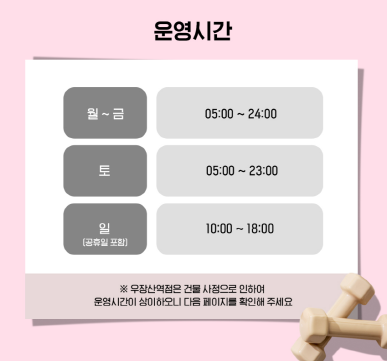 운영시간
월 ~ 금
05:00 ~ 24:00
토
05:00 ~ 23:00
일
(공휴일 포함)
10:00 ~ 18:00
※ 우장산역점은 건물 사정으로 인하여
운영시간이 상이하오니 다음 페이지를 확인해 주세요